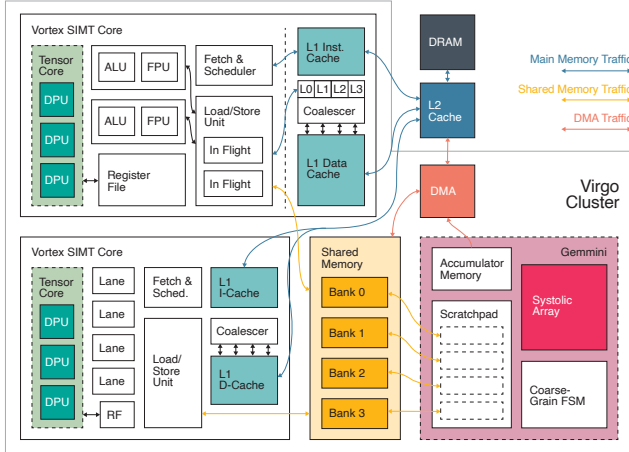 Vortex SIMT Core
Tensor
Core
DPU
DPU
DPU
ALU
FPU
ALU
FPU
Register
File
Fetch &
Scheduler
Load/Store
Unit
In Flight
In Flight
L1 Inst.
Cache
L0
L1
L2
L3
Coalescer
L1 Data
Cache
DRAM
L2
Cache
DMA
Main Memory Traffic
Shared Memory Traffic
DMA Traffic
Virgo
Cluster
Vortex SIMT Core
Tensor
Core
DPU
DPU
DPU
Lane
Lane
Lane
Lane
RF
Fetch &
Sched.
Load/
Store
Unit
L1
I-Cache
Coalescer
L1
D-Cache
Shared
Memory
Bank 0
Bank 1
Bank 2
Bank 3
Gemmini
Accumulator
Memory
Scratchpad
Systolic
Array
Coarse-
Grain FSM